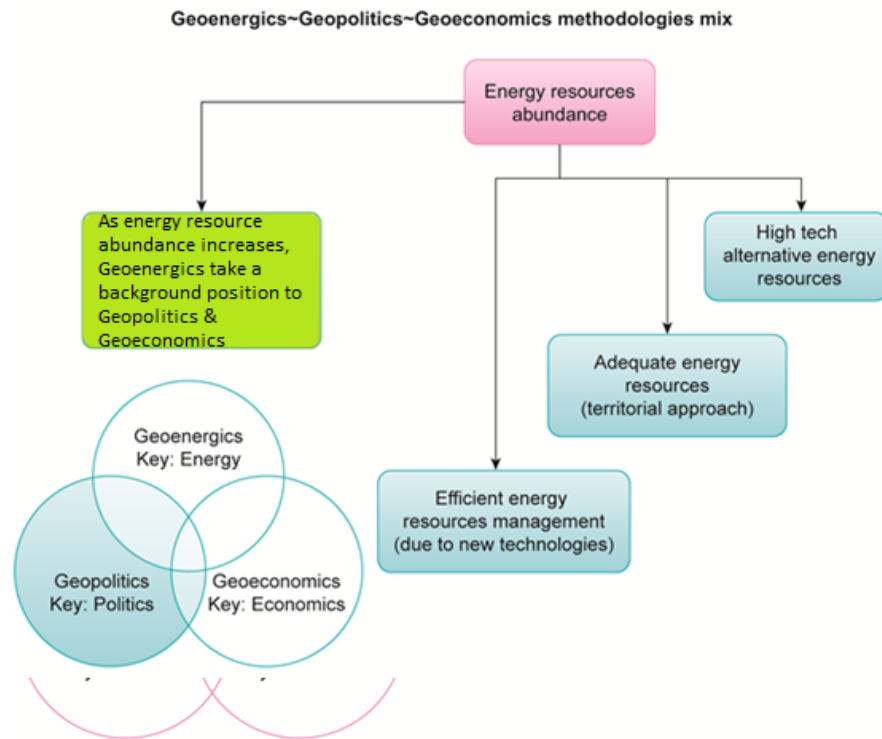 Geoenergics~Geopolitics~Geoeconomics methodologies mix
Energy resources
abundance
As energy resource
abundance increases,
Geoenergics take a
background position to
Geopolitics &
Geoeconomics
High tech
alternative energy
resources
Adequate energy
resources
(territorial approach)
Efficient energy
resources management
(due to new technologies)
Geoenergics
Key: Energy
Geopolitics
Key: Politics
Geoeconomics
Key: Economics